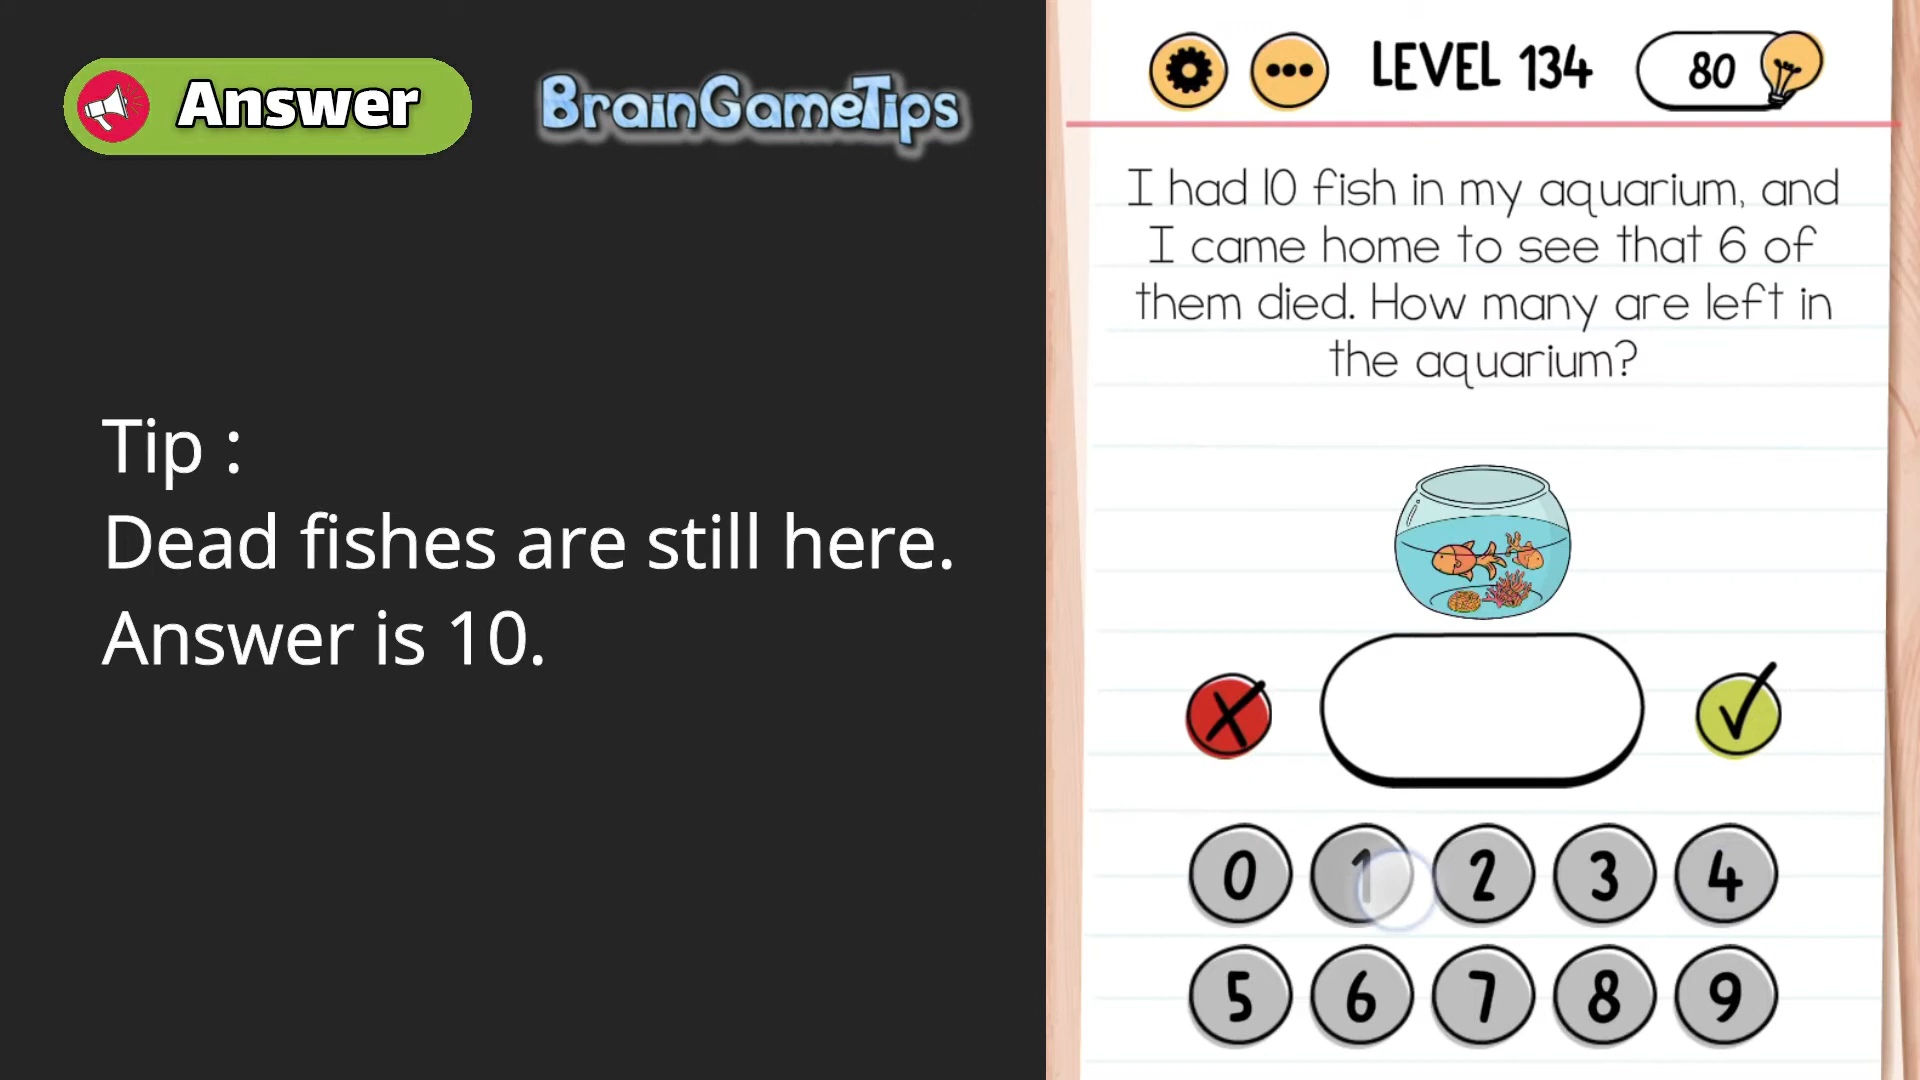 Answer
BrainGameTips
Tip :
Dead fishes are still here.
Answer is 10.
LEVEL 134
80
I had 10 fish in my aquarium, and
I came home to see that 6 of
them died. How many are left in
the aquarium?
0 1 2 3 4
5 6 7 8 9